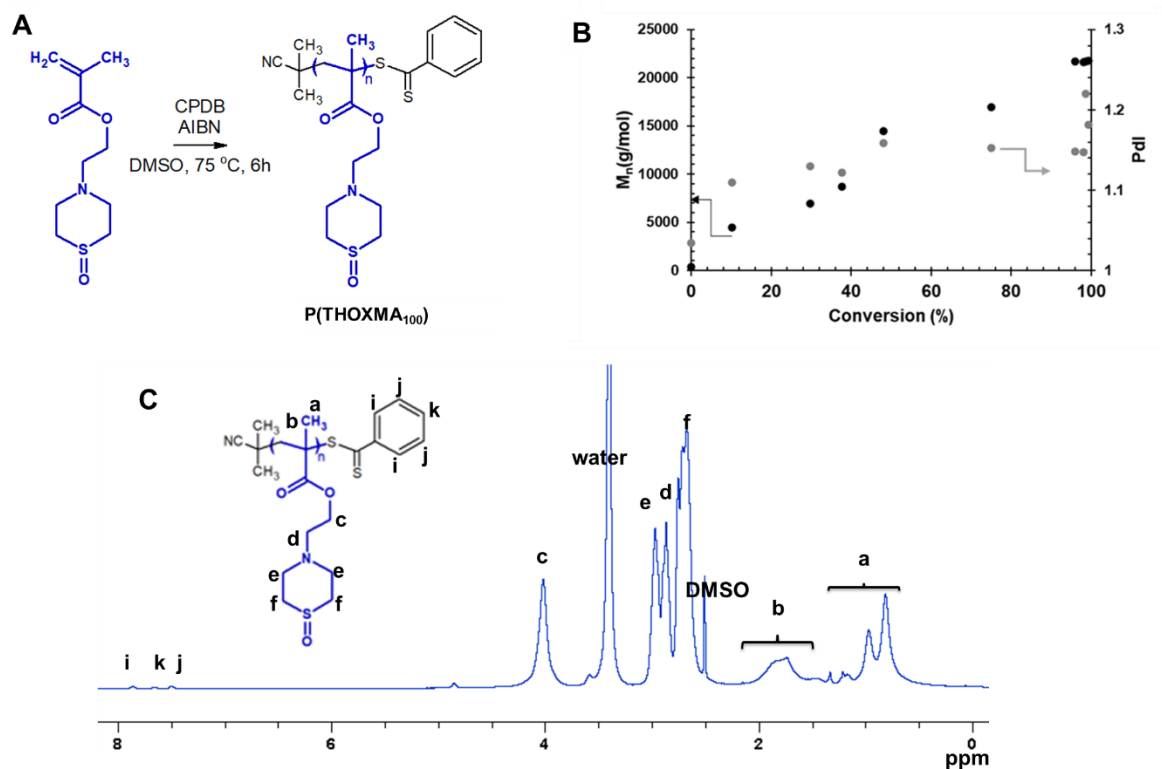 A
H₂C
CH₃
O
O
N
S
O
CPDB
AIBN
DMSO, 75 °C, 6h
NC
CH₃
CH₃
CH₃
n
S
S
O
O
N
S
O
P(THOXMA₁₀₀)
B
Mn(g/mol)
25000
20000
15000
10000
5000
0
0 20 40 60 80 100
Conversion (%)
1.3
1.2
1.1
1
PdI
C
NC
CH₃
CH₃
b
a
CH₃
n
S
S
i
j
k
i
j
O
O
c
d
N
e
e
f
f
S
O
i k j
c
water
e
d
f
DMSO
b
a
8 6 4 2 0
ppm